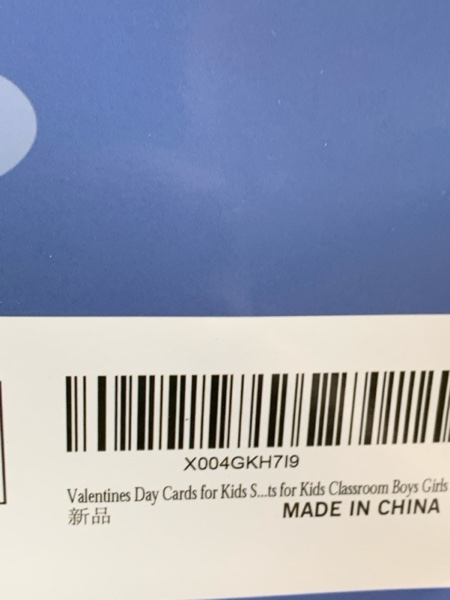 X004GKH7I9
Valentines Day Cards for Kids S...ts for Kids Classroom Boys Girls
新品
MADE IN CHINA